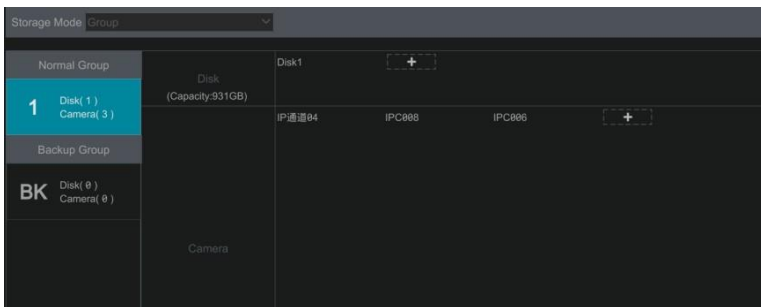 Storage Mode Group
Normal Group
1
Disk( 1 )
Camera( 3 )
Backup Group
BK
Disk( 0 )
Camera( 0 )
Disk
(Capacity:931GB)
Disk1
+
IP通道04
IPC008
IPC006
+
Camera